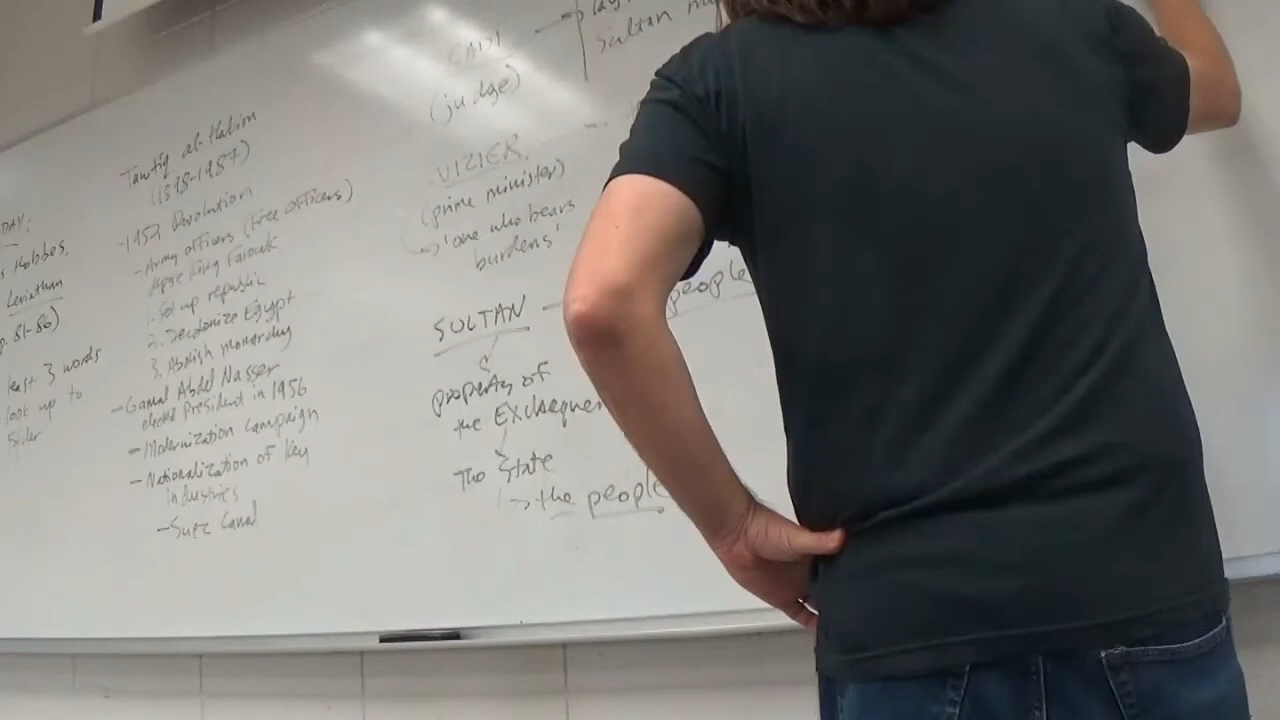 DAY:
Hobbes,
Leviathan
81-86)
least 3 words
look up to
Tawfiq al-Hakim
(1898-1987)
-1952 Revolution
-Army officers (Free Officers)
depose King Farouk
1. Set up republic
2. Decolonize Egypt
3. Abolish monarchy
-Gamal Abdel Nasser
elected President in 1956
-Modernization campaign
-Nationalization of key
industries
-Suez Canal
CADI
(judge)
Sultan
VIZIER
(prime minister)
→ 'one who bears
burdens'
SULTAN — people
property of
the Exchequer
The State
↳ the people